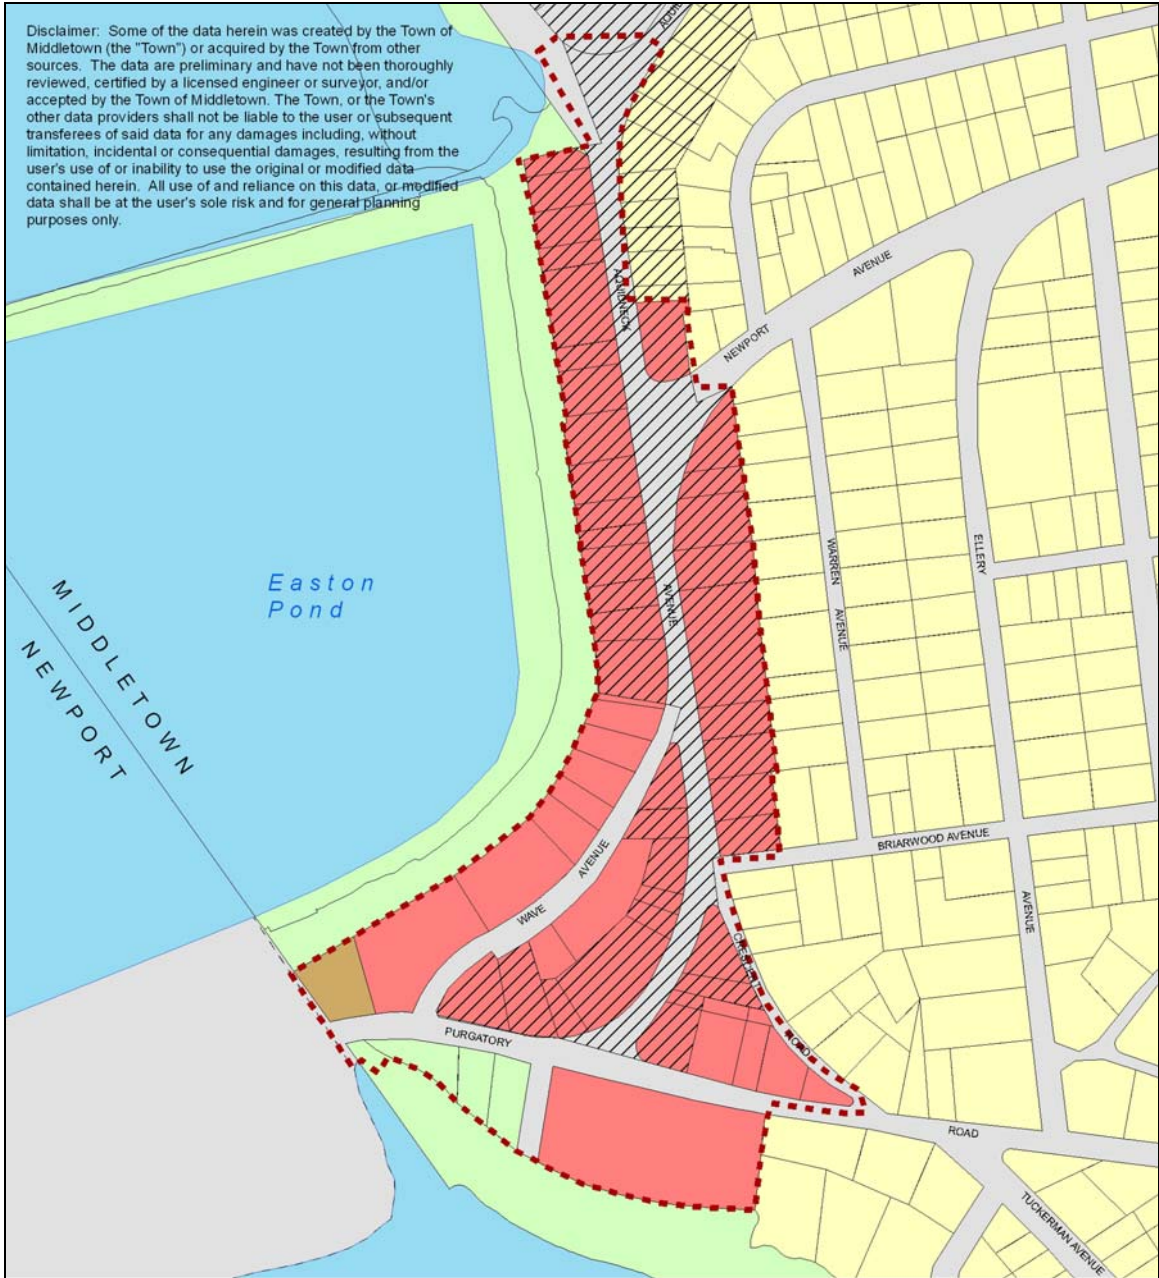 Disclaimer: Some of the data herein was created by the Town of
Middletown (the "Town") or acquired by the Town from other
sources. The data are preliminary and have not been thoroughly
reviewed, certified by a licensed engineer or surveyor, and/or
accepted by the Town of Middletown. The Town, or the Town's
other data providers shall not be liable to the user or subsequent
transferees of said data for any damages including, without
limitation, incidental or consequential damages, resulting from the
user's use of or inability to use the original or modified data
contained herein. All use of and reliance on this data, or modified
data shall be at the user's sole risk and for general planning
purposes only.
AVENUE
NEWPORT
AQUIDNECK
AVENUE
WARREN
AVENUE
ELLERY
AVENUE
Easton
Pond
MIDDLETOWN
NEWPORT
BRIARWOOD AVENUE
WAVE
AVENUE
CRESCENT
ROAD
PURGATORY
ROAD
TUCKERMAN AVENUE